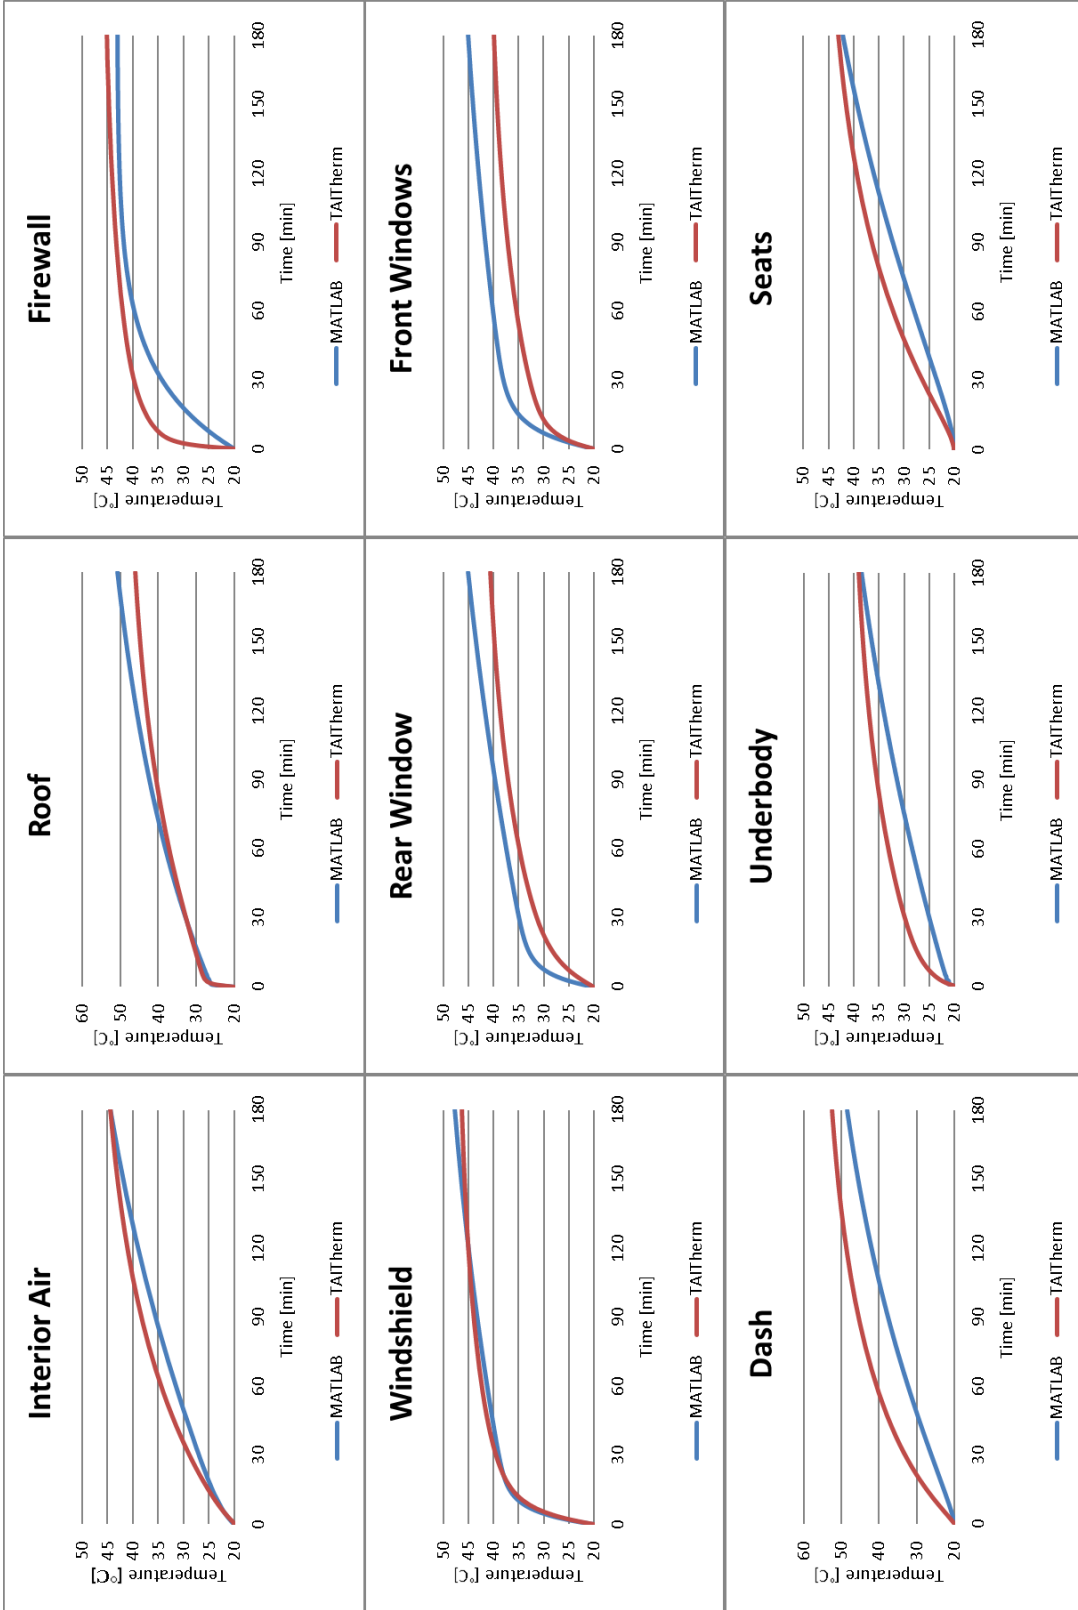 Interior Air
50
45
40
35
30
25
20
Temperature [°C]
0 30 60 90 120 150 180
Time [min]
MATLAB TAITherm
Roof
60
50
40
30
20
Temperature [°C]
0 30 60 90 120 150 180
Time [min]
MATLAB TAITherm
Firewall
50
45
40
35
30
25
20
Temperature [°C]
0 30 60 90 120 150 180
Time [min]
MATLAB TAITherm
Windshield
50
45
40
35
30
25
20
Temperature [°C]
0 30 60 90 120 150 180
Time [min]
MATLAB TAITherm
Rear Window
50
45
40
35
30
25
20
Temperature [°C]
0 30 60 90 120 150 180
Time [min]
MATLAB TAITherm
Front Windows
50
45
40
35
30
25
20
Temperature [°C]
0 30 60 90 120 150 180
Time [min]
MATLAB TAITherm
Dash
60
50
40
30
20
Temperature [°C]
0 30 60 90 120 150 180
Time [min]
MATLAB TAITherm
Underbody
50
45
40
35
30
25
20
Temperature [°C]
0 30 60 90 120 150 180
Time [min]
MATLAB TAITherm
Seats
50
45
40
35
30
25
20
Temperature [°C]
0 30 60 90 120 150 180
Time [min]
MATLAB TAITherm